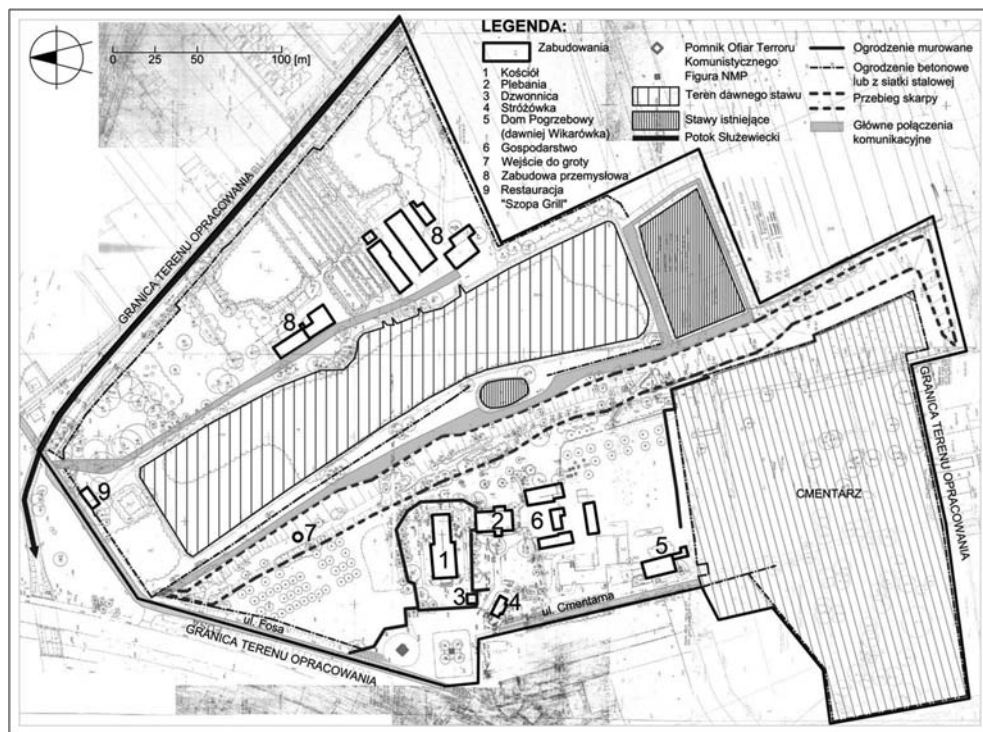 LEGENDA:
Zabudowania
1 Kościół
2 Plebania
3 Dzwonnica
4 Stróżówka
5 Dom Pogrzebowy
(dawniej Wikarówka)
6 Gospodarstwo
7 Wejście do groty
8 Zabudowa przemysłowa
9 Restauracja
"Szopa Grill"
Pomnik Ofiar Terroru
Komunistycznego
Figura NMP
Teren dawnego stawu
Stawy istniejące
Potok Służewiecki
Ogrodzenie murowane
Ogrodzenie betonowe
lub z siatki stalowej
Przebieg skarpy
Główne połączenia
komunikacyjne
0 50 100 [m]
GRANICA TERENU OPRACOWANIA
8
8
9
7
1
2
3
4
6
5
CMENTARZ
ul. Cmentarna
ul. Fosa
GRANICA TERENU OPRACOWANIA
GRANICA TERENU OPRACOWANIA